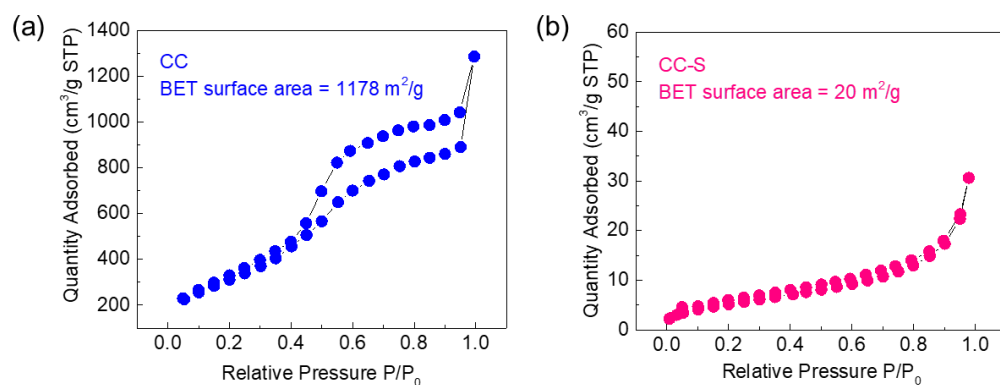 (a)
CC
BET surface area = 1178 m²/g
Quantity Adsorbed (cm³/g STP)
1400
1200
1000
800
600
400
200
0.0 0.2 0.4 0.6 0.8 1.0
Relative Pressure P/P₀
(b)
CC-S
BET surface area = 20 m²/g
Quantity Adsorbed (cm³/g STP)
60
50
40
30
20
10
0
0.0 0.2 0.4 0.6 0.8 1.0
Relative Pressure P/P₀